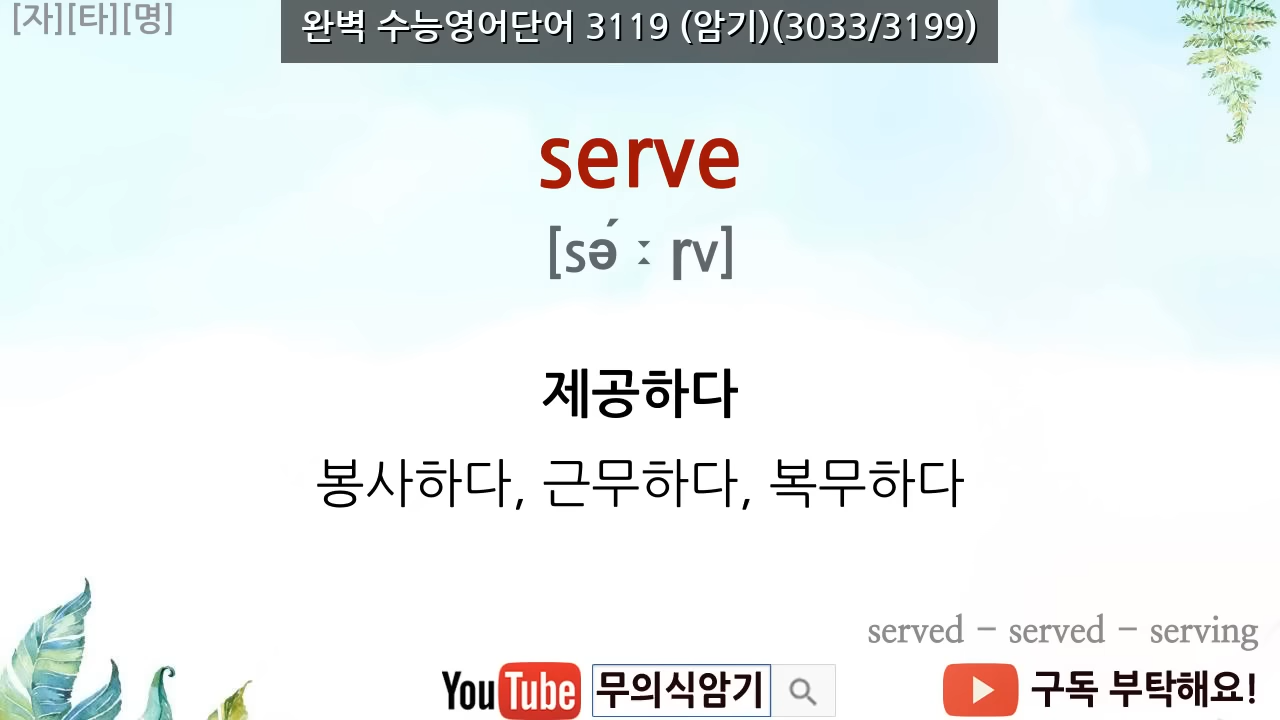 [자][타][명]
완벽 수능영어단어 3119 (암기)(3033/3199)
serve
[sə́ːɼv]
제공하다
봉사하다, 근무하다, 복무하다
served - served - serving
YouTube 무의식암기
구독 부탁해요!